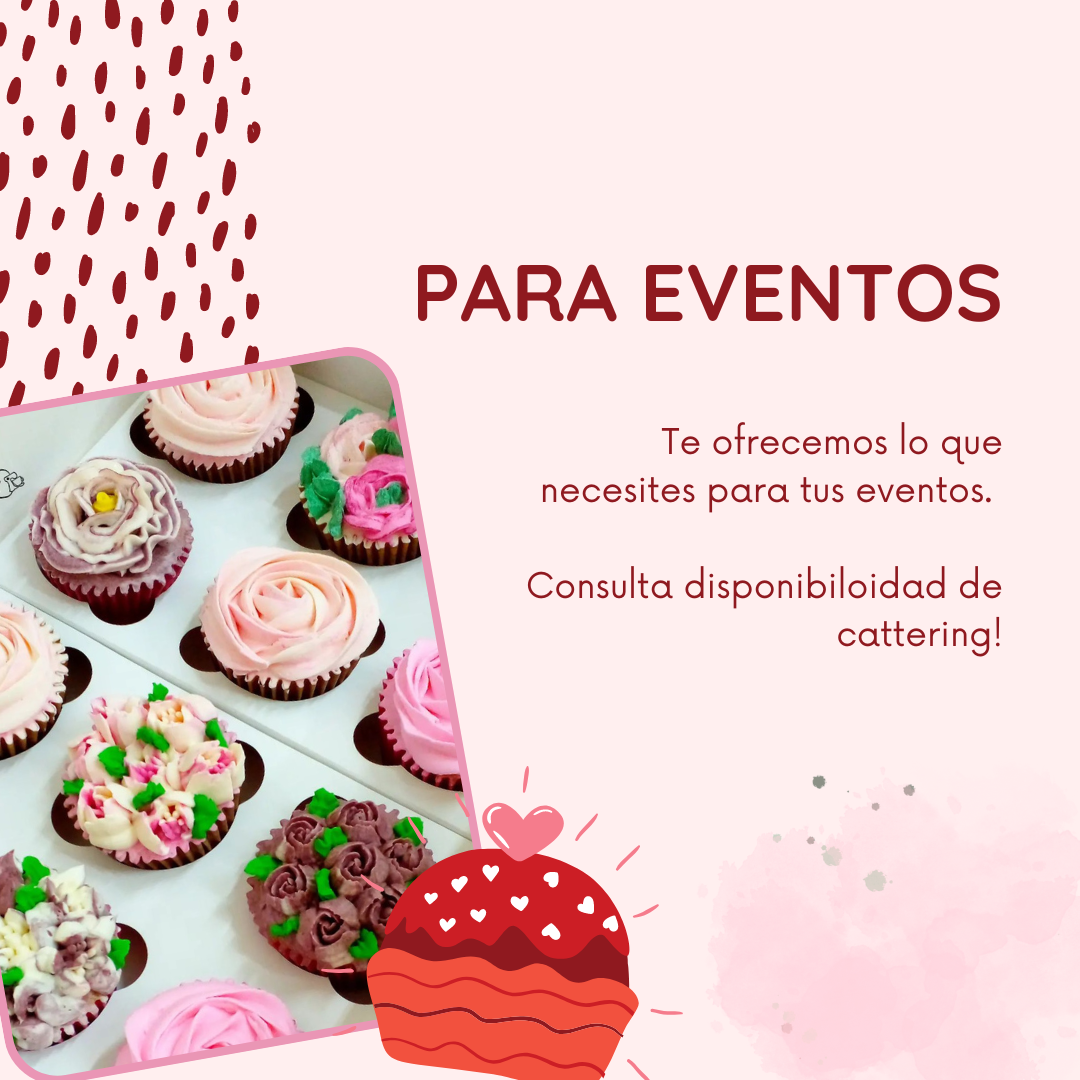 PARA EVENTOS
Te ofrecemos lo que
necesites para tus eventos.
Consulta disponibiloidad de
cattering!